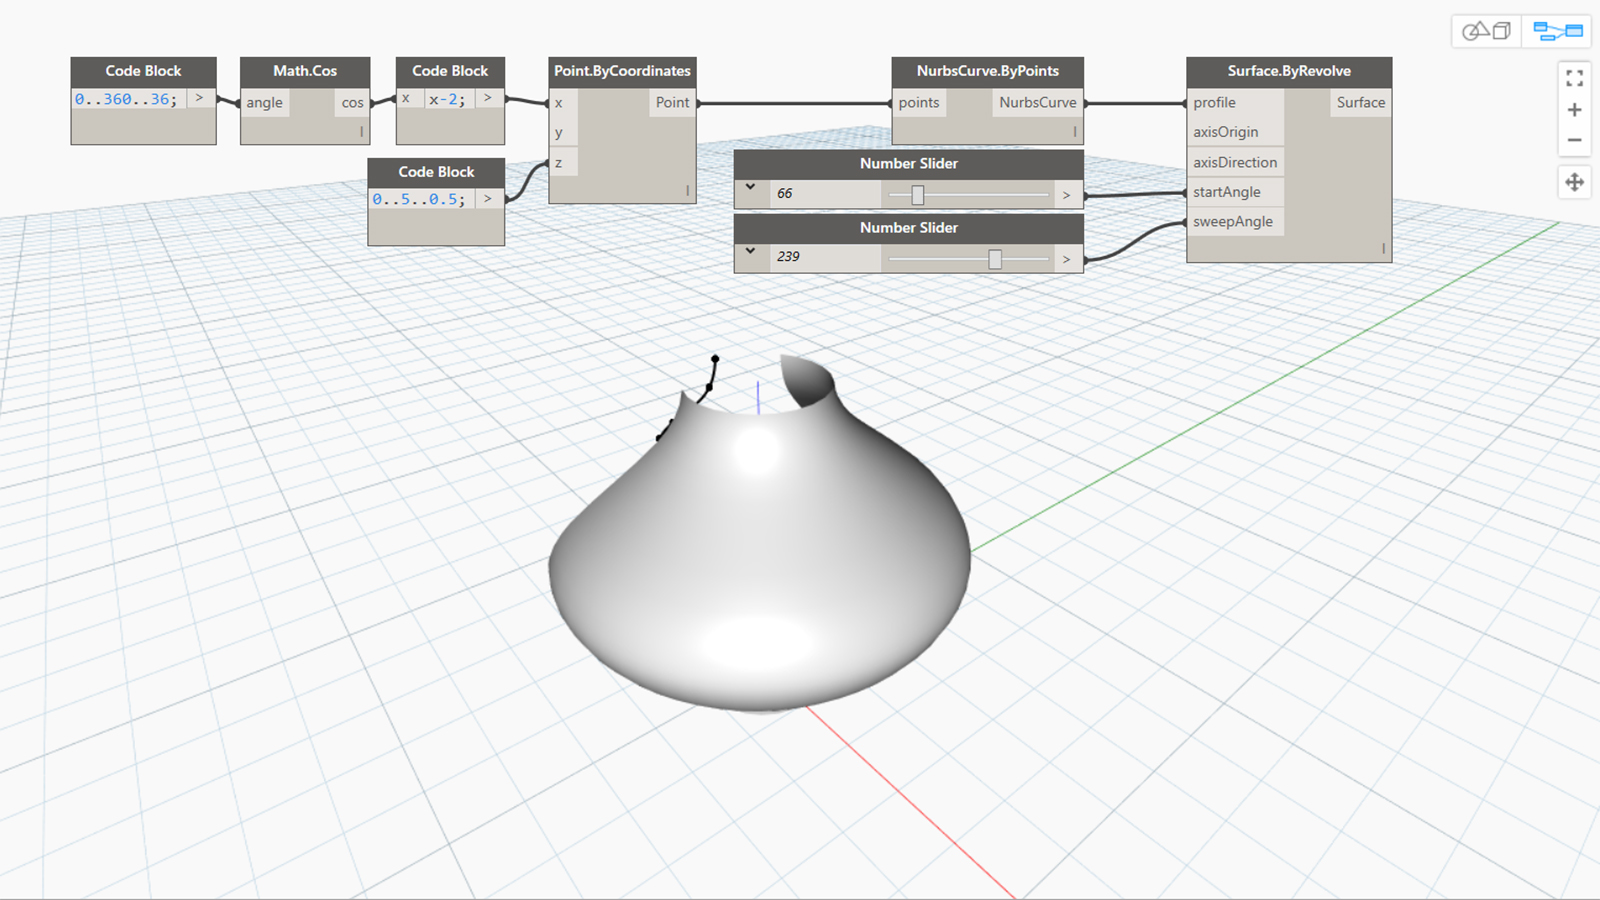 Code Block
0..360..36; >
Math.Cos
angle cos
l
Code Block
x x-2; >
Code Block
0..5..0.5; >
Point.ByCoordinates
x Point
y
z
l
NurbsCurve.ByPoints
points NurbsCurve
l
Number Slider
66 >
Number Slider
239 >
Surface.ByRevolve
profile Surface
axisOrigin
axisDirection
startAngle
sweepAngle
l